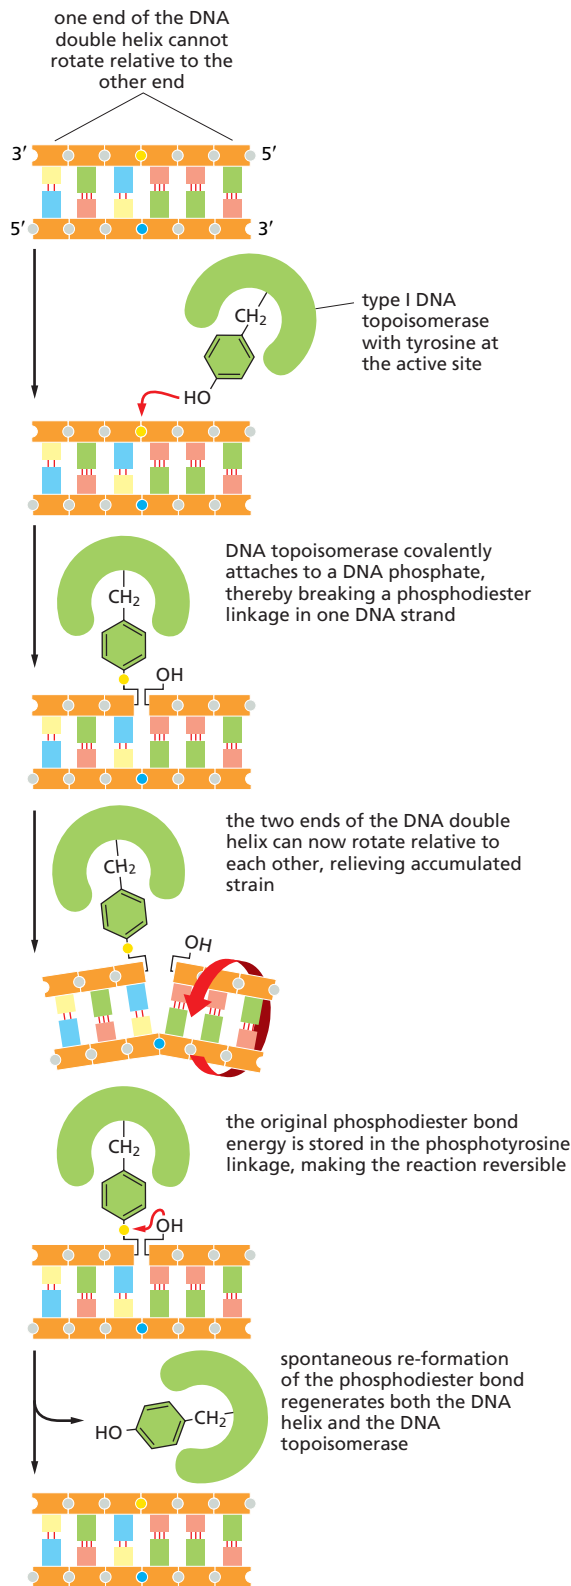 one end of the DNA
double helix cannot
rotate relative to the
other end
3′ 5′
5′ 3′
CH2
type I DNA
topoisomerase
with tyrosine at
the active site
HO
DNA topoisomerase covalently
attaches to a DNA phosphate,
thereby breaking a phosphodiester
linkage in one DNA strand
CH2
OH
the two ends of the DNA double
helix can now rotate relative to
each other, relieving accumulated
strain
CH2
OH
the original phosphodiester bond
energy is stored in the phosphotyrosine
linkage, making the reaction reversible
CH2
OH
spontaneous re-formation
of the phosphodiester bond
regenerates both the DNA
helix and the DNA
topoisomerase
HO CH2